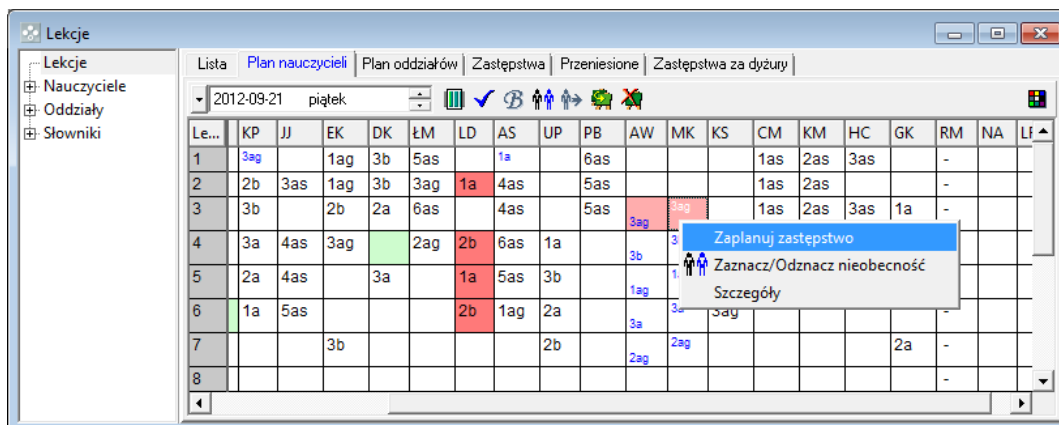 Lekcje
Lekcje
Nauczyciele
Oddziały
Słowniki
Lista Plan nauczycieli Plan oddziałów Zastępstwa Przeniesione Zastępstwa za dyżury
2012-09-21 piątek
Le... KP JJ EK DK ŁM LD AS UP PB AW MK KS CM KM HC GK RM NA
1 3ag 1ag 3b 5as 1a 6as 1as 2as 3as -
2 2b 3as 1ag 3b 3ag 1a 4as 5as 1as 2as -
3 3b 2b 2a 6as 4as 5as 3ag 3ag 1as 2as 3as 1a -
4 3a 4as 3ag 2ag 2b 6as 1a 3b
5 2a 4as 3a 1a 5as 3b 1ag
6 1a 5as 2b 1ag 2a 3a 3a 3ag -
7 3b 2b 2ag 2ag 2a -
8 -
Zaplanuj zastępstwo
Zaznacz/Odznacz nieobecność
Szczegóły